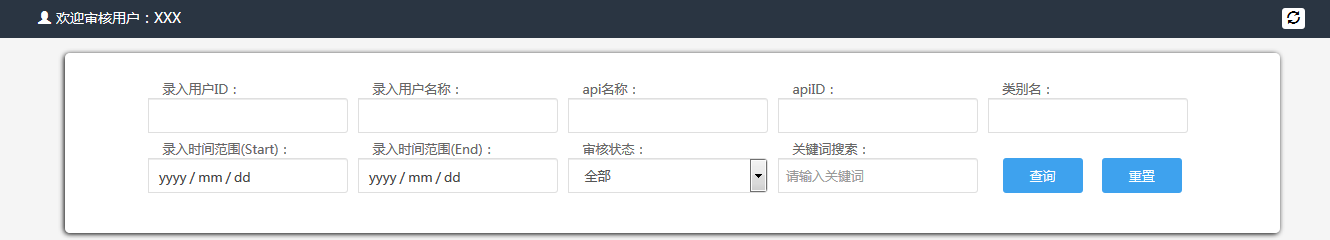 欢迎审核用户：XXX
录入用户ID： 录入用户名称： api名称： apiID： 类别名：
录入时间范围(Start)： 录入时间范围(End)： 审核状态： 关键词搜索：
yyyy / mm / dd yyyy / mm / dd 全部 请输入关键词 查询 重置